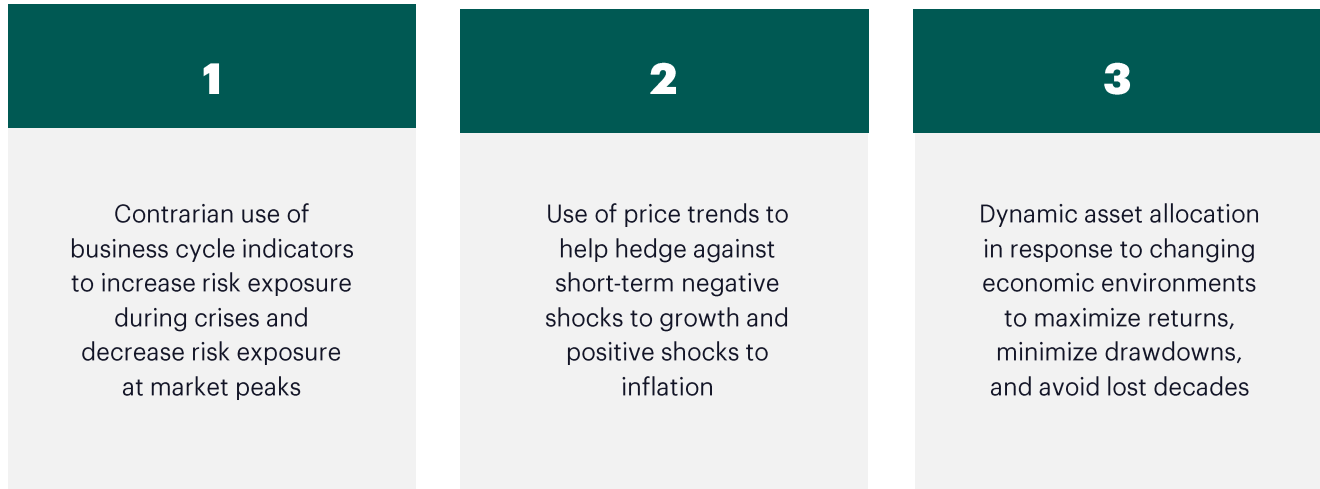 1
Contrarian use of
business cycle indicators
to increase risk exposure
during crises and
decrease risk exposure
at market peaks
2
Use of price trends to
help hedge against
short-term negative
shocks to growth and
positive shocks to
inflation
3
Dynamic asset allocation
in response to changing
economic environments
to maximize returns,
minimize drawdowns,
and avoid lost decades